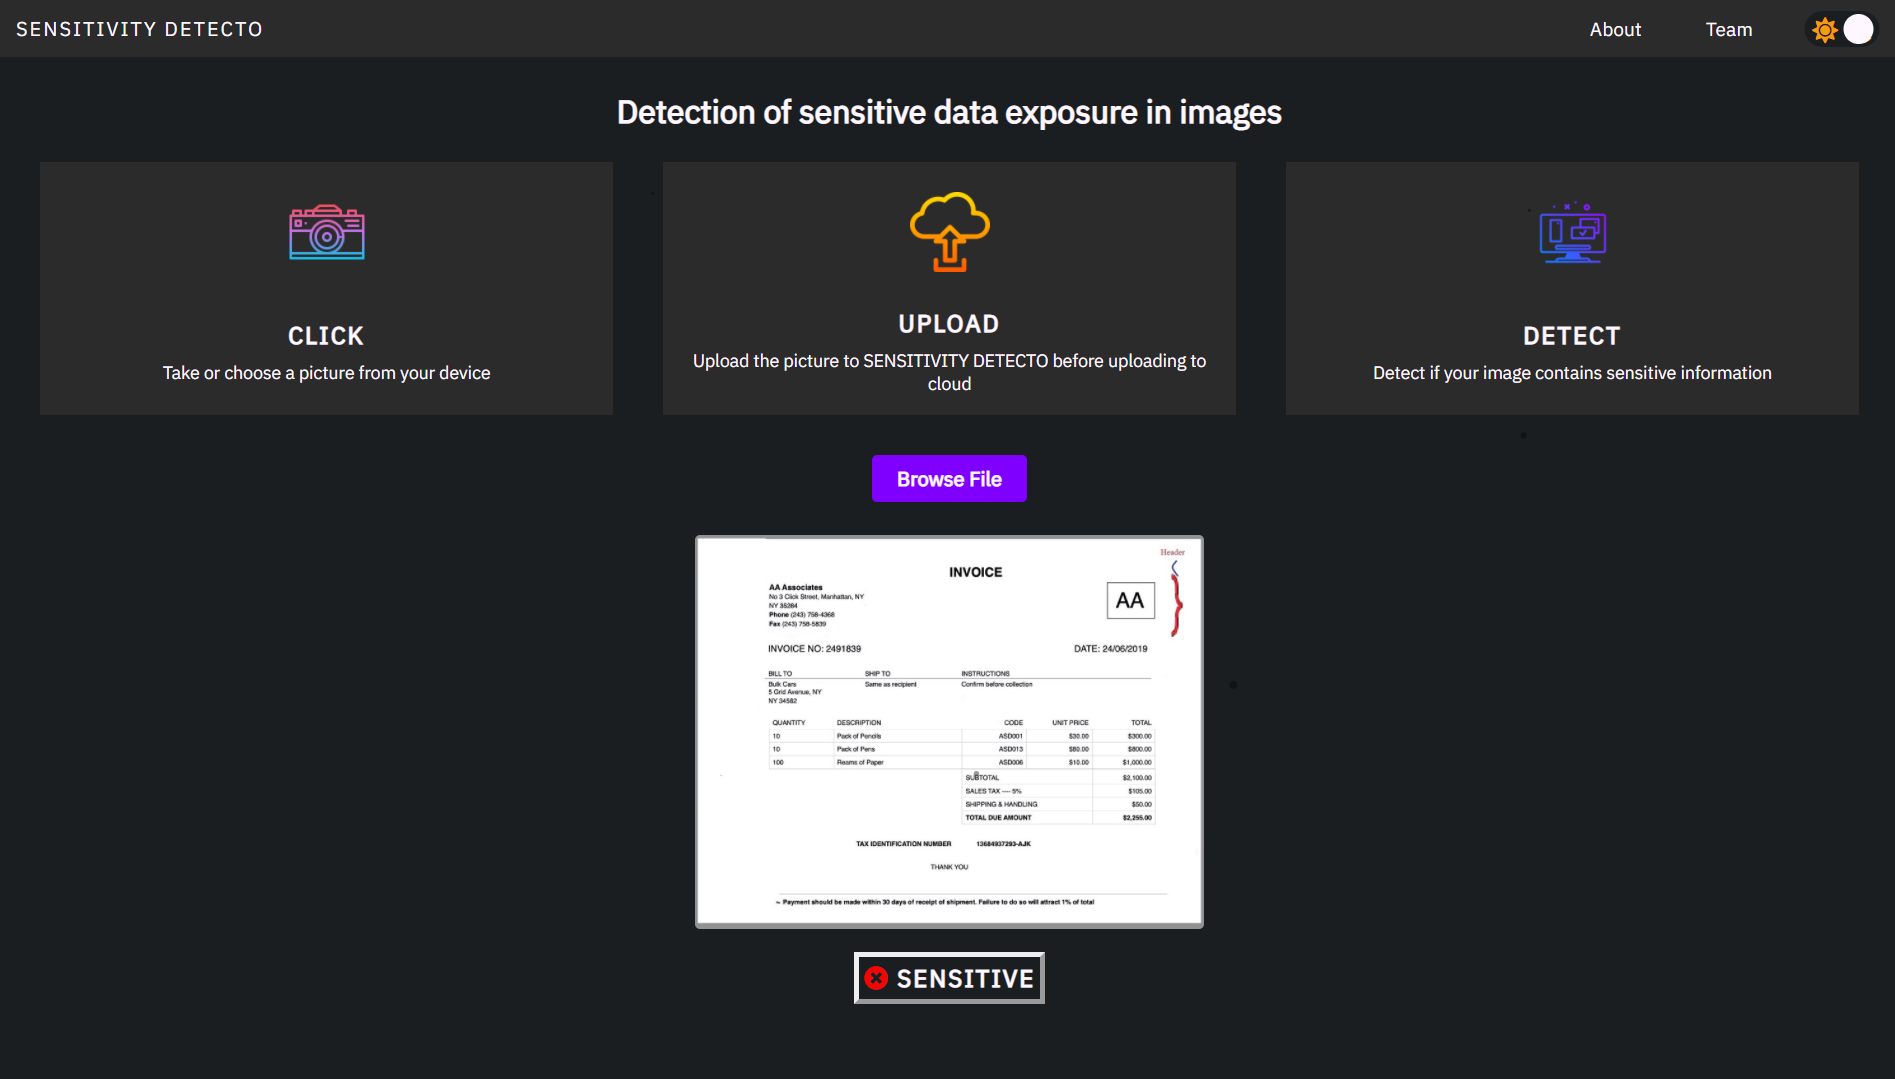 SENSITIVITY DETECTO
About
Team
Detection of sensitive data exposure in images
CLICK
Take or choose a picture from your device
UPLOAD
Upload the picture to SENSITIVITY DETECTO before uploading to
cloud
DETECT
Detect if your image contains sensitive information
Browse File
Header
INVOICE
AA Associates
No 3 Click Street, Manhattan, NY
NY 35284
Phone (243) 758-4368
Fax (243) 758-5839
AA
INVOICE NO: 2491839 DATE: 24/06/2019
BILL TO SHIP TO INSTRUCTIONS
Bulk Cars Same as recipient Confirm before collection
5 Grid Avenue, NY
NY 34582
QUANTITY DESCRIPTION CODE UNIT PRICE TOTAL
10 Pack of Pencils ASD001 $30.00 $300.00
10 Pack of Pens ASD013 $80.00 $800.00
100 Reams of Paper ASD006 $10.00 $1,000.00
SUBTOTAL $2,100.00
SALES TAX ---- 5% $105.00
SHIPPING & HANDLING $50.00
TOTAL DUE AMOUNT $2,255.00
TAX IDENTIFICATION NUMBER 13684937293-AJK
THANK YOU
~ Payment should be made within 30 days of receipt of shipment. Failure to do so will attract 1% of total
SENSITIVE